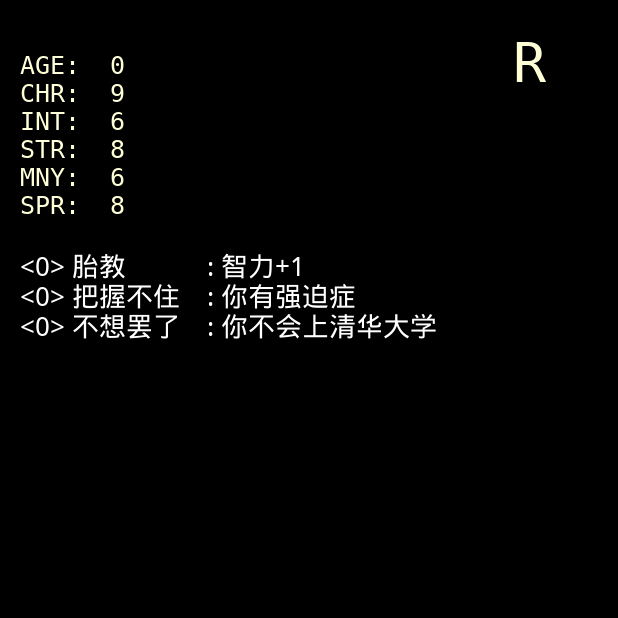 R
AGE: 0
CHR: 9
INT: 6
STR: 8
MNY: 6
SPR: 8
<0> 胎教 : 智力+1
<0> 把握不住 : 你有强迫症
<0> 不想罢了 : 你不会上清华大学